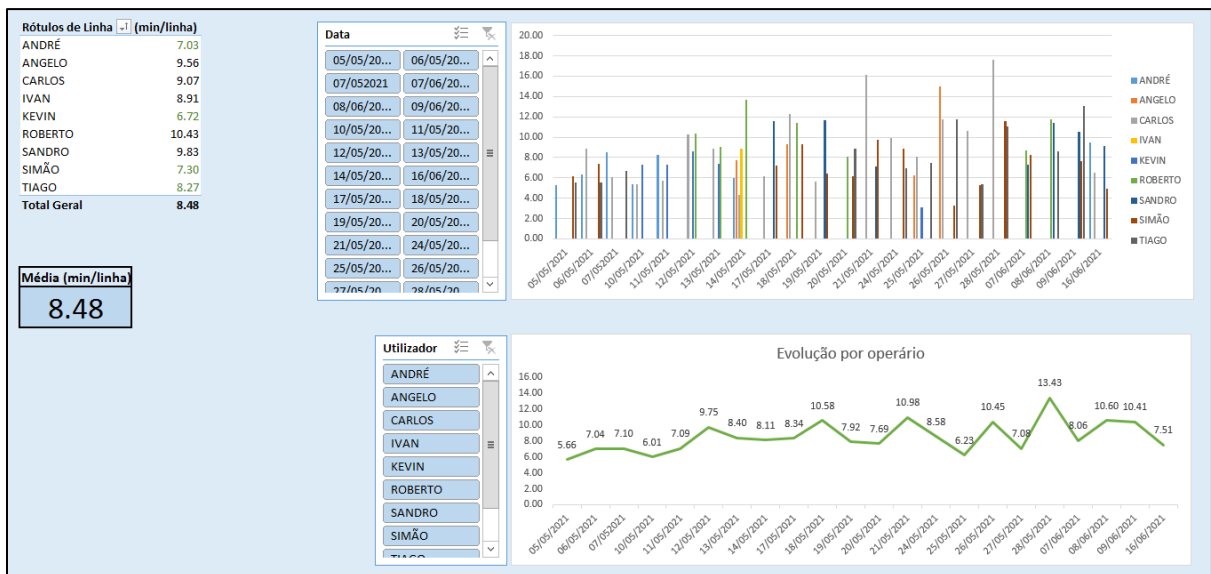 Rótulos de Linha (min/linha)
ANDRÉ 7.03
ANGELO 9.56
CARLOS 9.07
IVAN 8.91
KEVIN 6.72
ROBERTO 10.43
SANDRO 9.83
SIMÃO 7.30
TIAGO 8.27
Total Geral 8.48
Média (min/linha)
8.48
Data
05/05/20... 06/05/20...
07/052021 07/06/20...
08/06/20... 09/06/20...
10/05/20... 11/05/20...
12/05/20... 13/05/20...
14/05/20... 16/06/20...
17/05/20... 18/05/20...
19/05/20... 20/05/20...
21/05/20... 24/05/20...
25/05/20... 26/05/20...
27/05/20 28/05/20
20.00
18.00
16.00
14.00
12.00
10.00
8.00
6.00
4.00
2.00
0.00
05/05/2021 06/05/2021 07/052021 10/05/2021 11/05/2021 12/05/2021 13/05/2021 14/05/2021 17/05/2021 18/05/2021 19/05/2021 20/05/2021 21/05/2021 24/05/2021 25/05/2021 26/05/2021 27/05/2021 28/05/2021 07/06/2021 08/06/2021 09/06/2021 16/06/2021
ANDRÉ
ANGELO
CARLOS
IVAN
KEVIN
ROBERTO
SANDRO
SIMÃO
TIAGO
Utilizador
ANDRÉ
ANGELO
CARLOS
IVAN
KEVIN
ROBERTO
SANDRO
SIMÃO
TIAGO
Evolução por operário
16.00
14.00
12.00
10.00
8.00
6.00
4.00
2.00
0.00
5.66 7.04 7.10 6.01 7.09 9.75 8.40 8.11 8.34 10.58 7.92 7.69 10.98 8.58 6.23 10.45 7.08 13.43 8.06 10.60 10.41 7.51
05/05/2021 06/05/2021 07/052021 10/05/2021 11/05/2021 12/05/2021 13/05/2021 14/05/2021 17/05/2021 18/05/2021 19/05/2021 20/05/2021 21/05/2021 24/05/2021 25/05/2021 26/05/2021 27/05/2021 28/05/2021 07/06/2021 08/06/2021 09/06/2021 16/06/2021